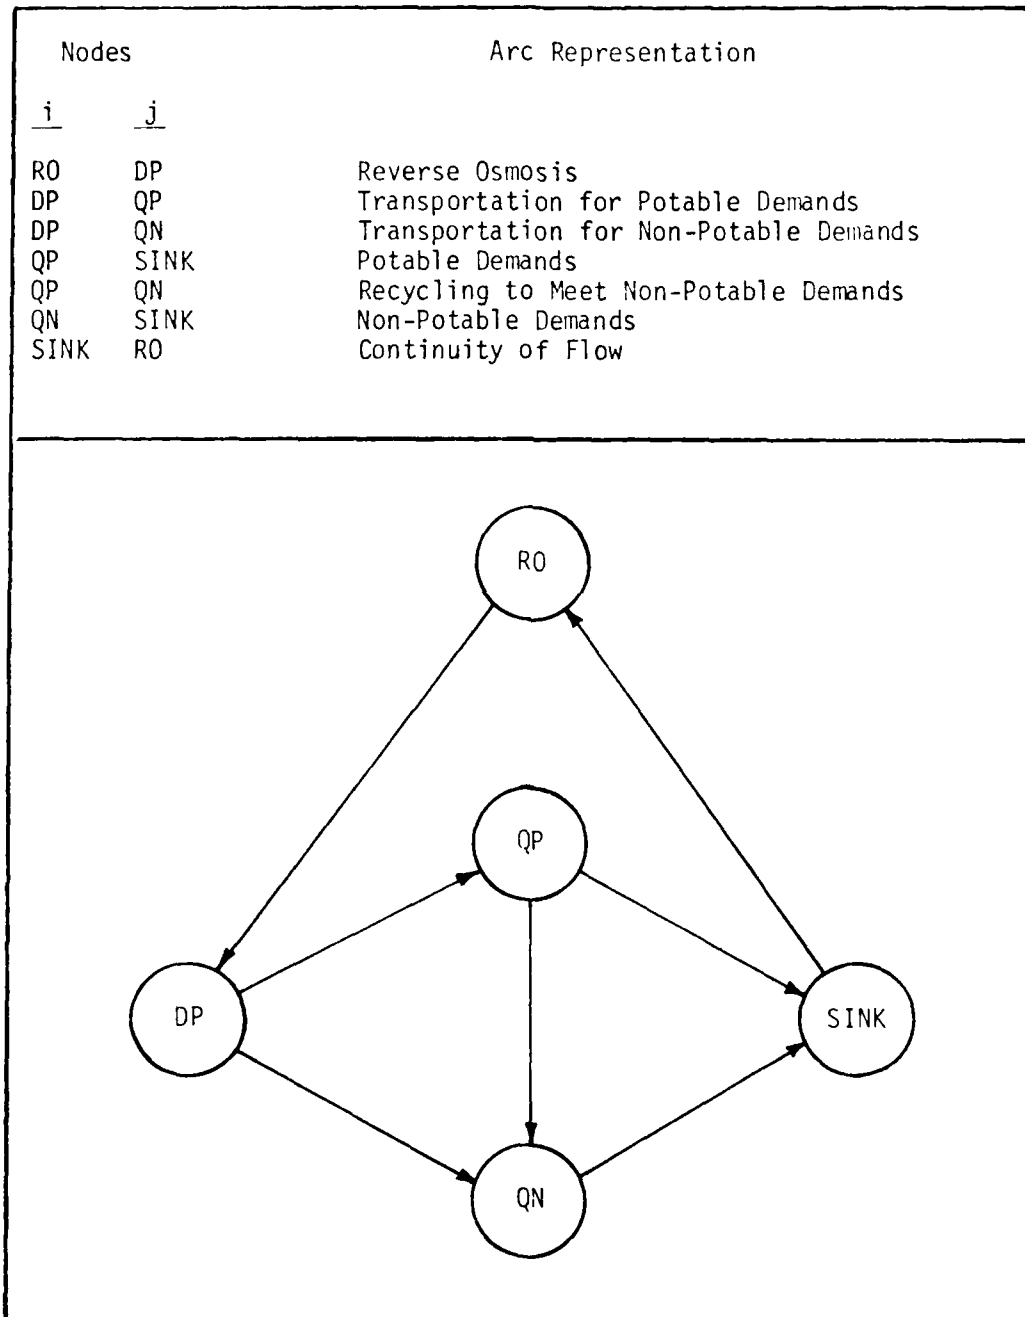 Nodes Arc Representation
i j
RO DP Reverse Osmosis
DP QP Transportation for Potable Demands
DP QN Transportation for Non-Potable Demands
QP SINK Potable Demands
QP QN Recycling to Meet Non-Potable Demands
QN SINK Non-Potable Demands
SINK RO Continuity of Flow
RO
QP
DP SINK
QN